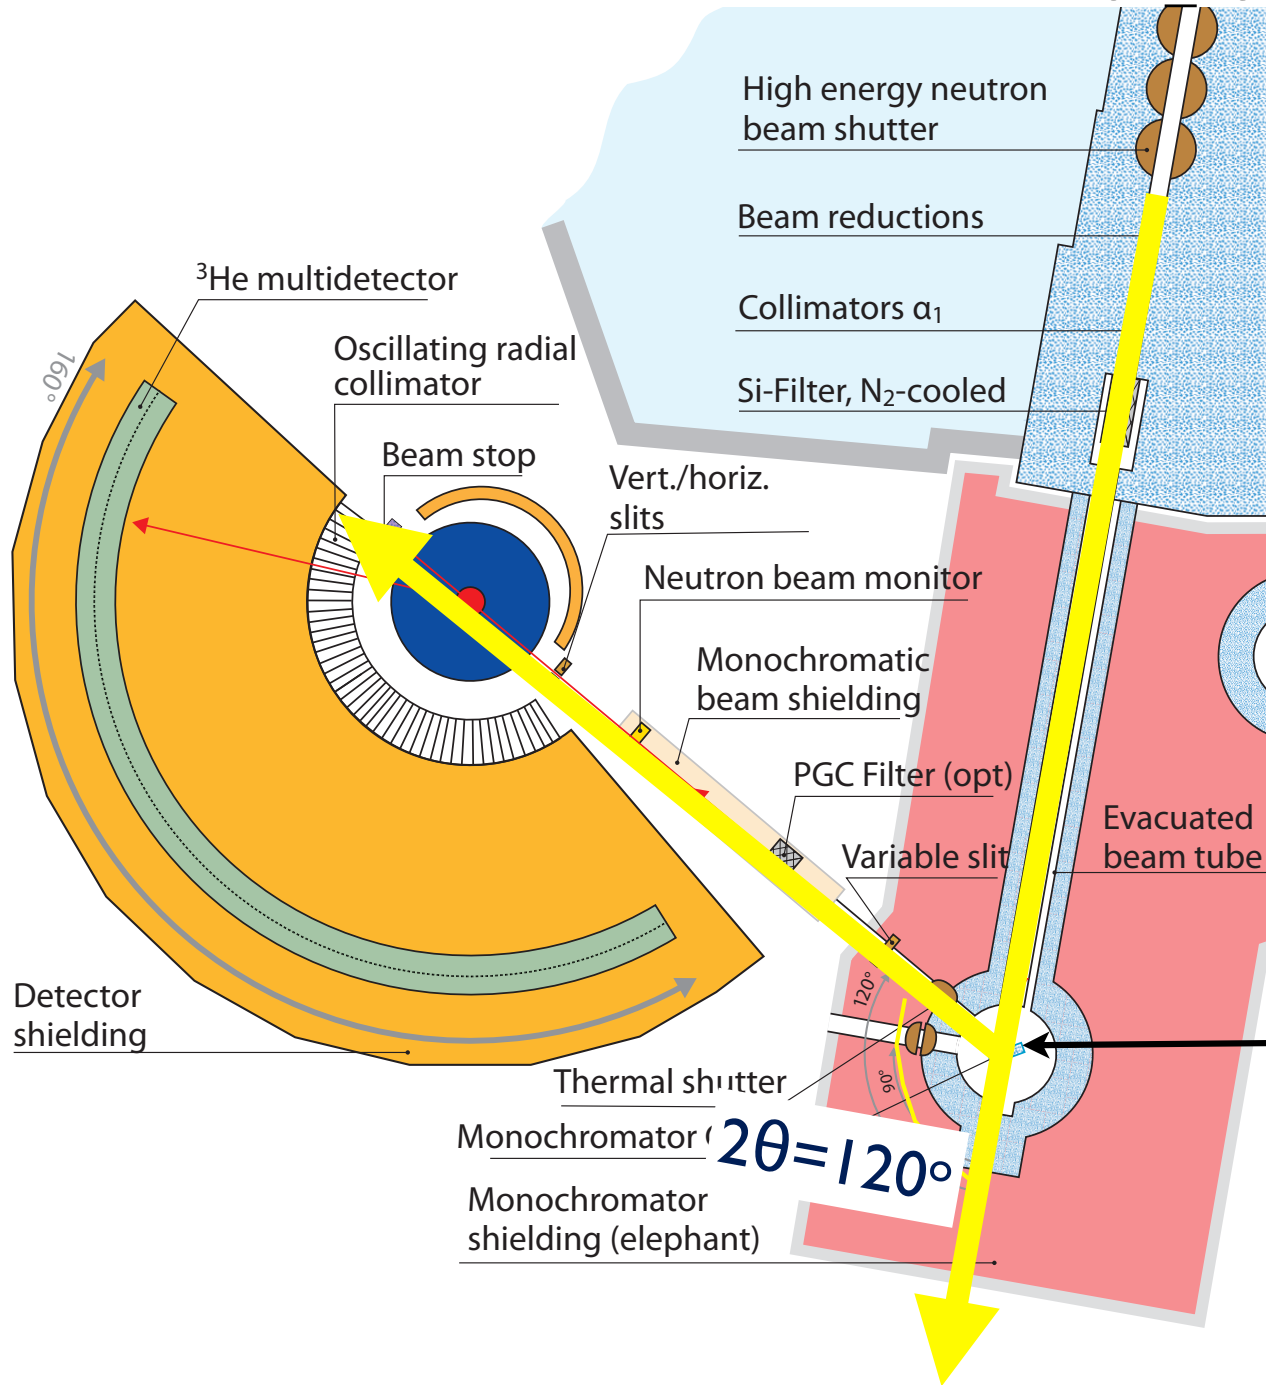 High energy neutron
beam shutter
Beam reductions
Collimators α₁
Si-Filter, N₂-cooled
³He multidetector
160°
Oscillating radial
collimator
Beam stop
Vert./horiz.
slits
Neutron beam monitor
Monochromatic
beam shielding
PGC Filter (opt)
Variable slit
Evacuated
beam tube
120°
90°
Detector
shielding
Thermal shutter
Monochromator
2θ=120°
Monochromator
shielding (elephant)